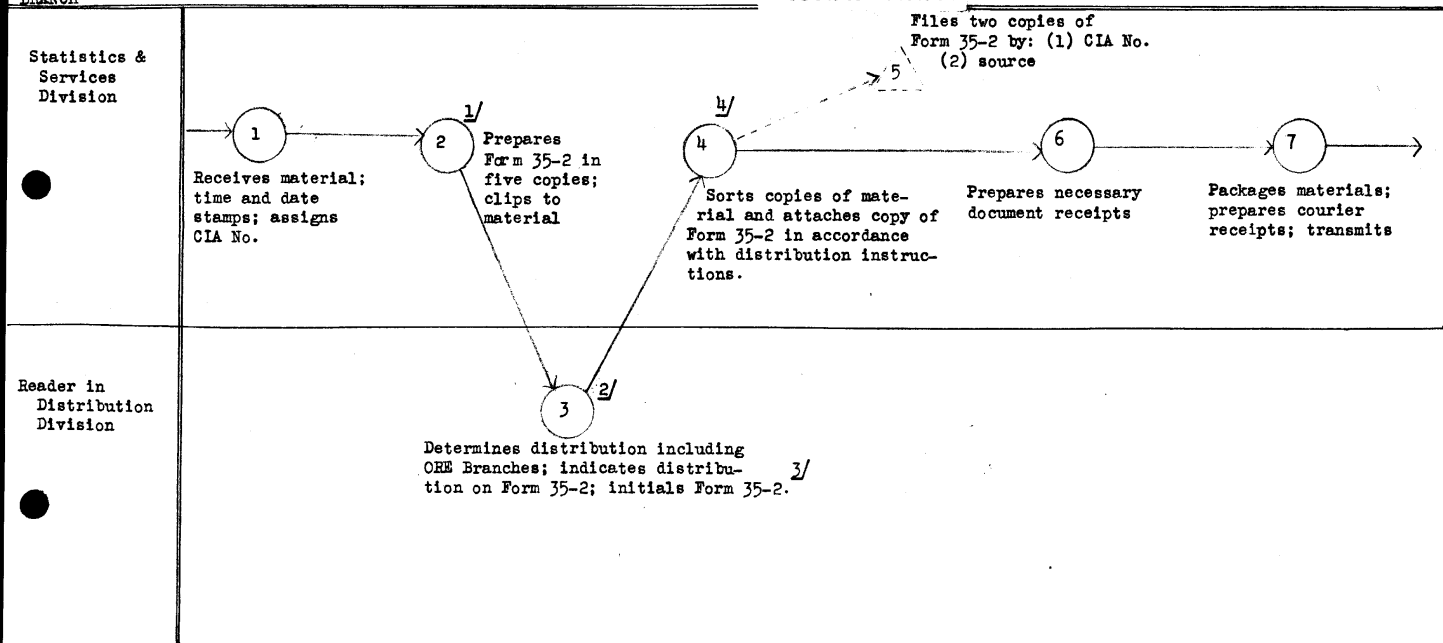 BRANCH
Statistics &
Services
Division
1
Receives material;
time and date
stamps; assigns
CIA No.
2
1/
Prepares
Form 35-2 in
five copies;
clips to
material
4/
4
Sorts copies of mate-
rial and attaches copy of
Form 35-2 in accordance
with distribution instruc-
tions.
5
Files two copies of
Form 35-2 by: (1) CIA No.
(2) source
6
Prepares necessary
document receipts
7
Packages materials;
prepares courier
receipts; transmits
Reader in
Distribution
Division
3
2/
Determines distribution including
ORE Branches; indicates distribu-
tion on Form 35-2; initials Form 35-2. 3/